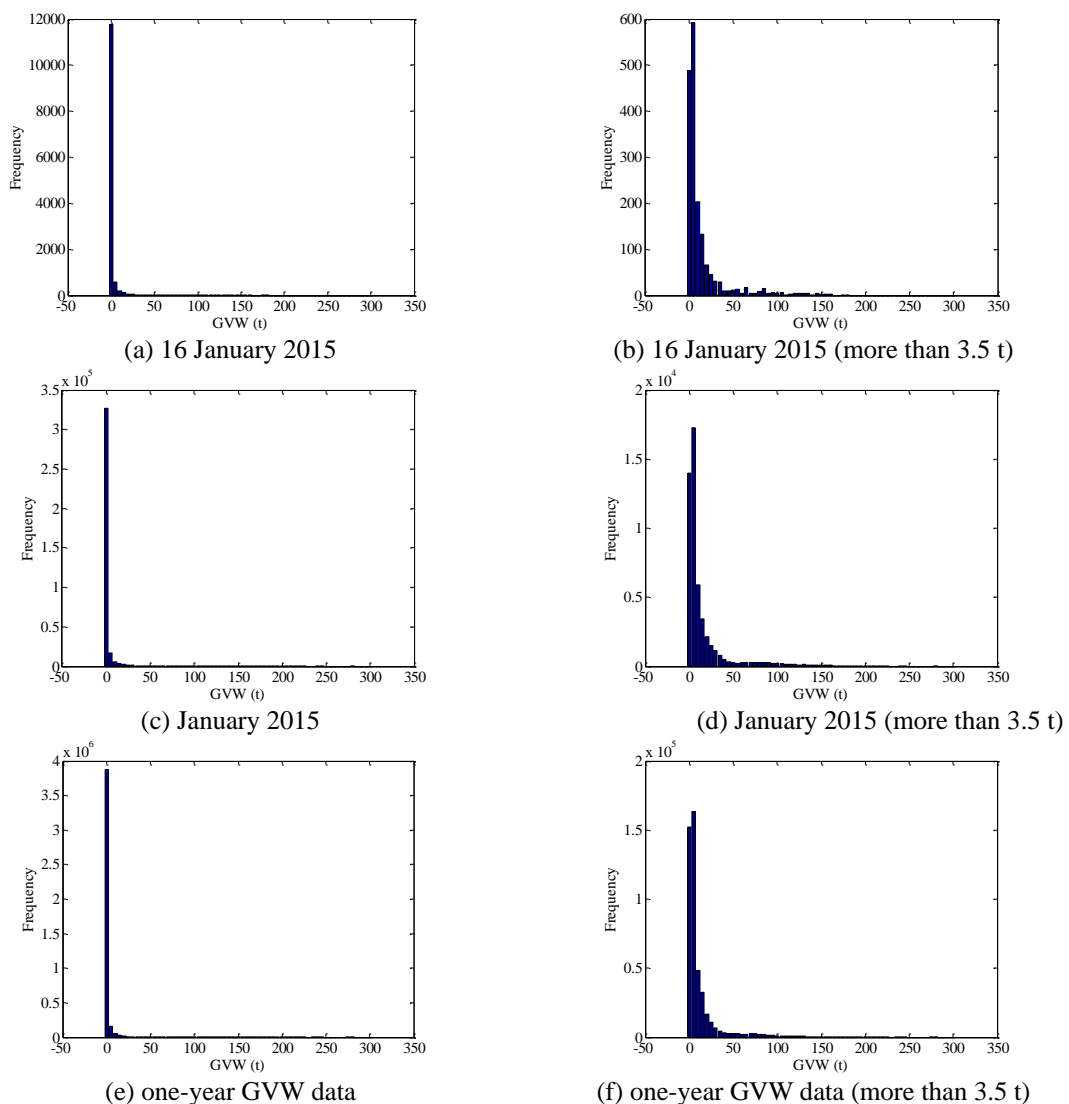 12000
10000
8000
6000
4000
2000
0
Frequency
-50 0 50 100 150 200 250 300 350
GVW (t)
(a) 16 January 2015
600
500
400
300
200
100
0
Frequency
-50 0 50 100 150 200 250 300 350
GVW (t)
(b) 16 January 2015 (more than 3.5 t)
x 10^5
3.5
3
2.5
2
1.5
1
0.5
0
Frequency
-50 0 50 100 150 200 250 300 350
GVW (t)
(c) January 2015
x 10^4
2
1.5
1
0.5
0
Frequency
-50 0 50 100 150 200 250 300 350
GVW (t)
(d) January 2015 (more than 3.5 t)
x 10^6
4
3.5
3
2.5
2
1.5
1
0.5
0
Frequency
-50 0 50 100 150 200 250 300 350
GVW (t)
(e) one-year GVW data
x 10^5
2
1.5
1
0.5
0
Frequency
-50 0 50 100 150 200 250 300 350
GVW (t)
(f) one-year GVW data (more than 3.5 t)